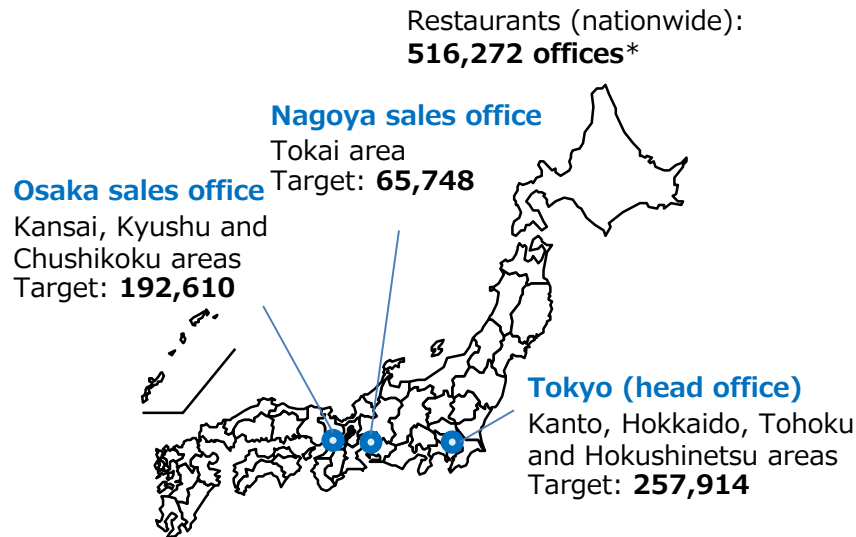 Restaurants (nationwide):
516,272 offices*
Nagoya sales office
Tokai area
Target: 65,748
Osaka sales office
Kansai, Kyushu and
Chushikoku areas
Target: 192,610
Tokyo (head office)
Kanto, Hokkaido, Tohoku
and Hokushinetsu areas
Target: 257,914